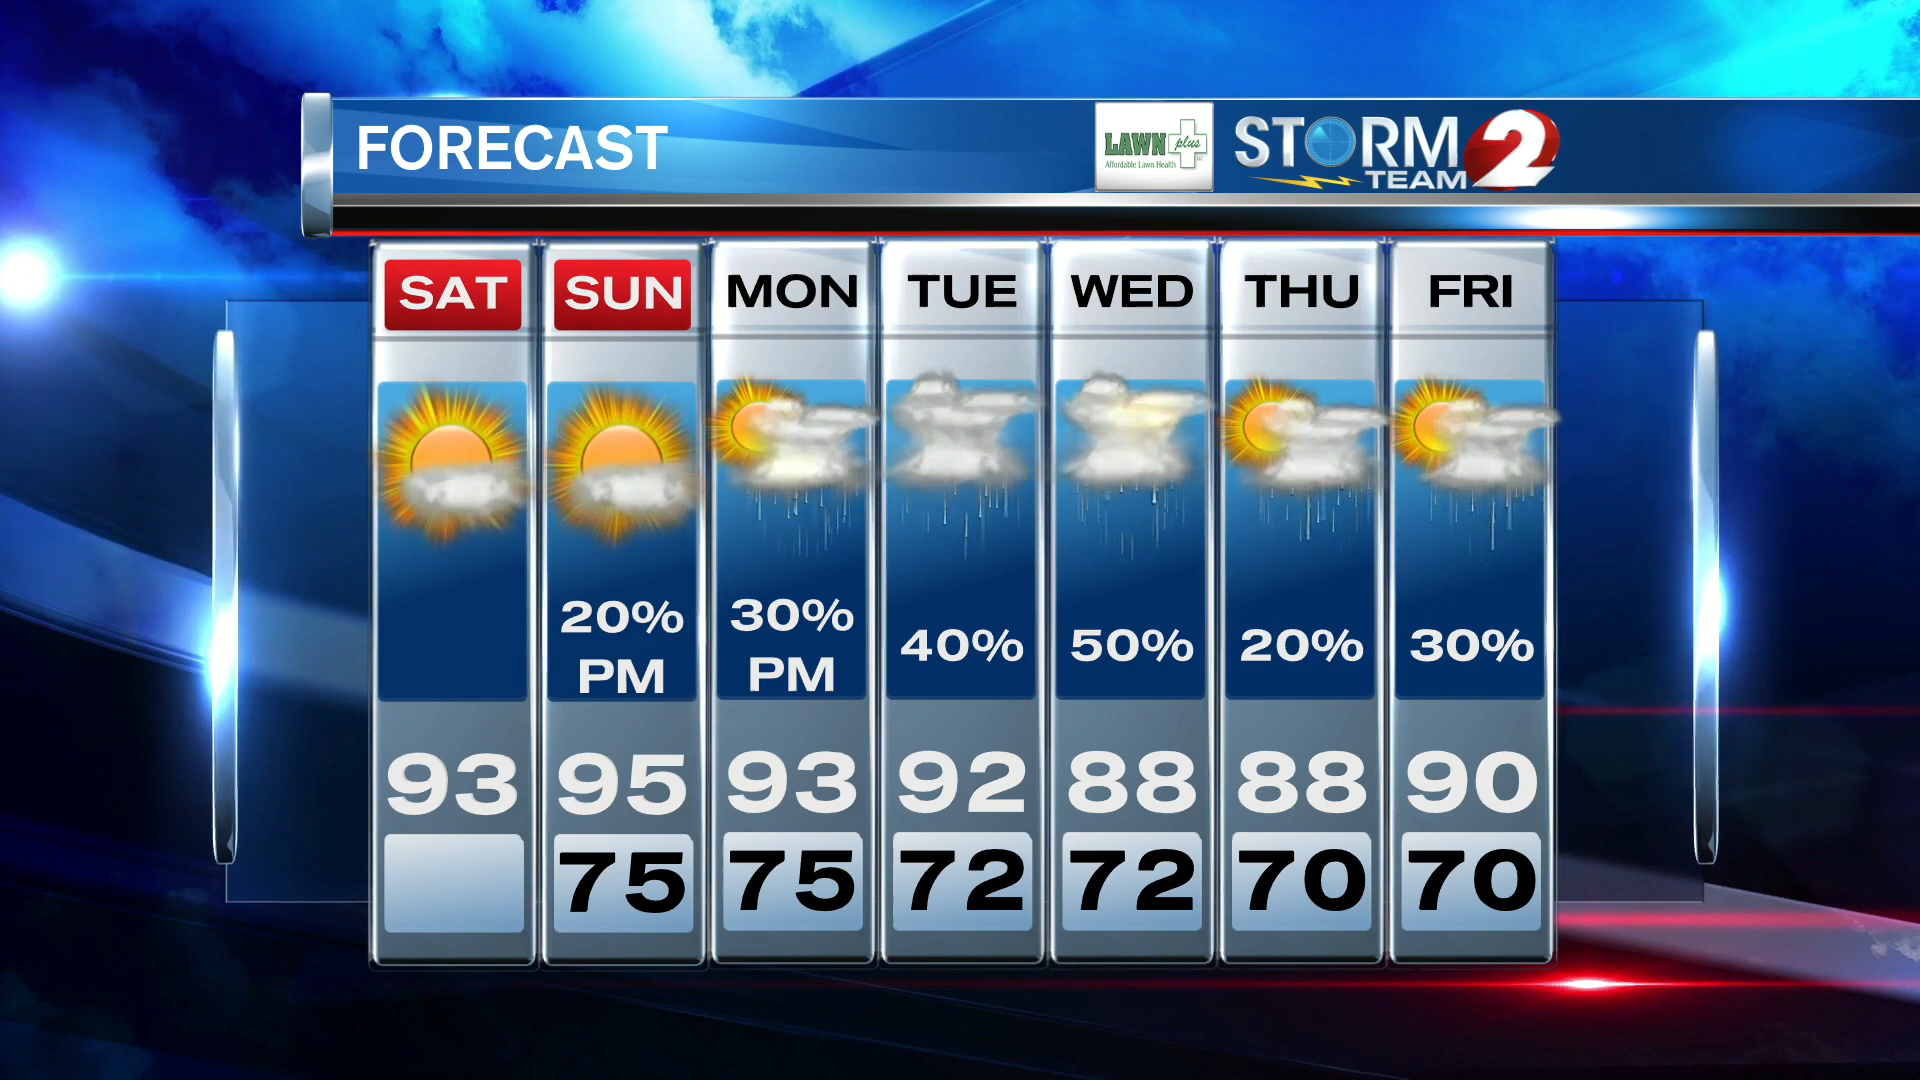 FORECAST
LAWN plus
Affordable Lawn Health
STORM
TEAM 2
SAT SUN MON TUE WED THU FRI
20% 30% 40% 50% 20% 30%
PM PM
93 95 93 92 88 88 90
75 75 72 72 70 70